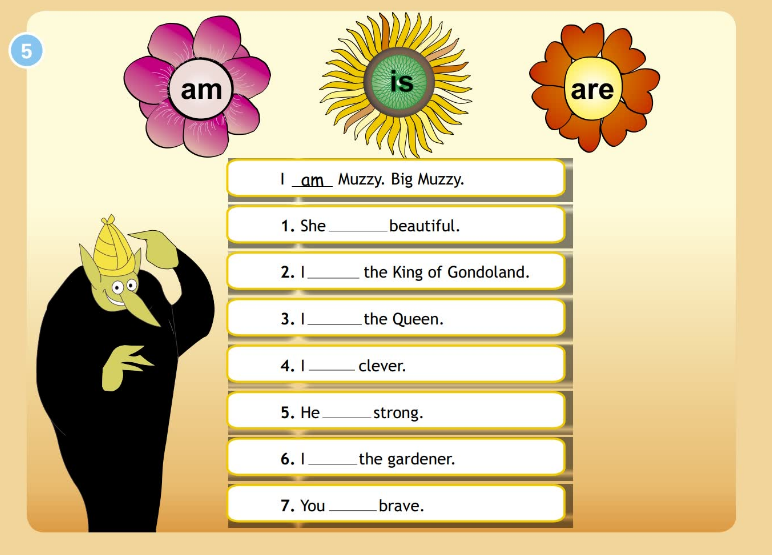 5
am
is
are
I am Muzzy. Big Muzzy.
1. She ______ beautiful.
2. I ______ the King of Gondoland.
3. I ______ the Queen.
4. I ______ clever.
5. He ______ strong.
6. I ______ the gardener.
7. You ______ brave.